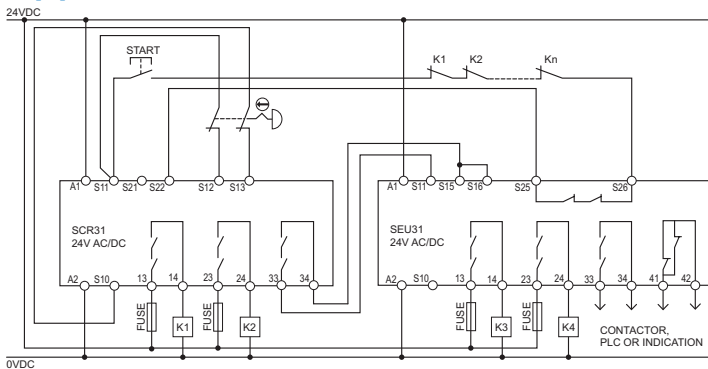 24VDC
START
K1 K2 Kn
A1 S11 S21 S22 S12 S13 A1 S11 S15 S16 S25 S26
SCR31
24V AC/DC
SEU31
24V AC/DC
A2 S10 13 14 23 24 33 34 A2 S10 13 14 23 24 33 34 41 42
FUSE K1 FUSE K2 FUSE K3 FUSE K4
CONTACTOR,
PLC OR INDICATION
0VDC